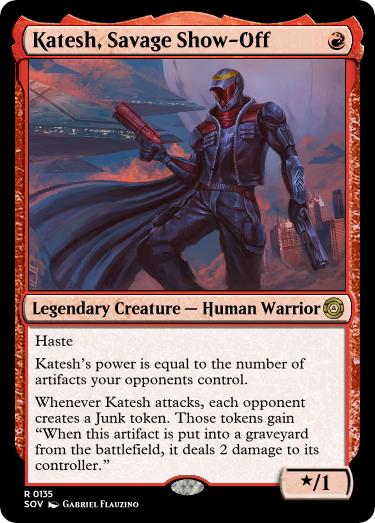 Katesh, Savage Show-Off
Legendary Creature — Human Warrior
Haste
Katesh's power is equal to the number of
artifacts your opponents control.
Whenever Katesh attacks, each opponent
creates a Junk token. Those tokens gain
“When this artifact is put into a graveyard
from the battlefield, it deals 2 damage to its
controller.”
★/1
R 0135
SOV Gabriel Flauzino